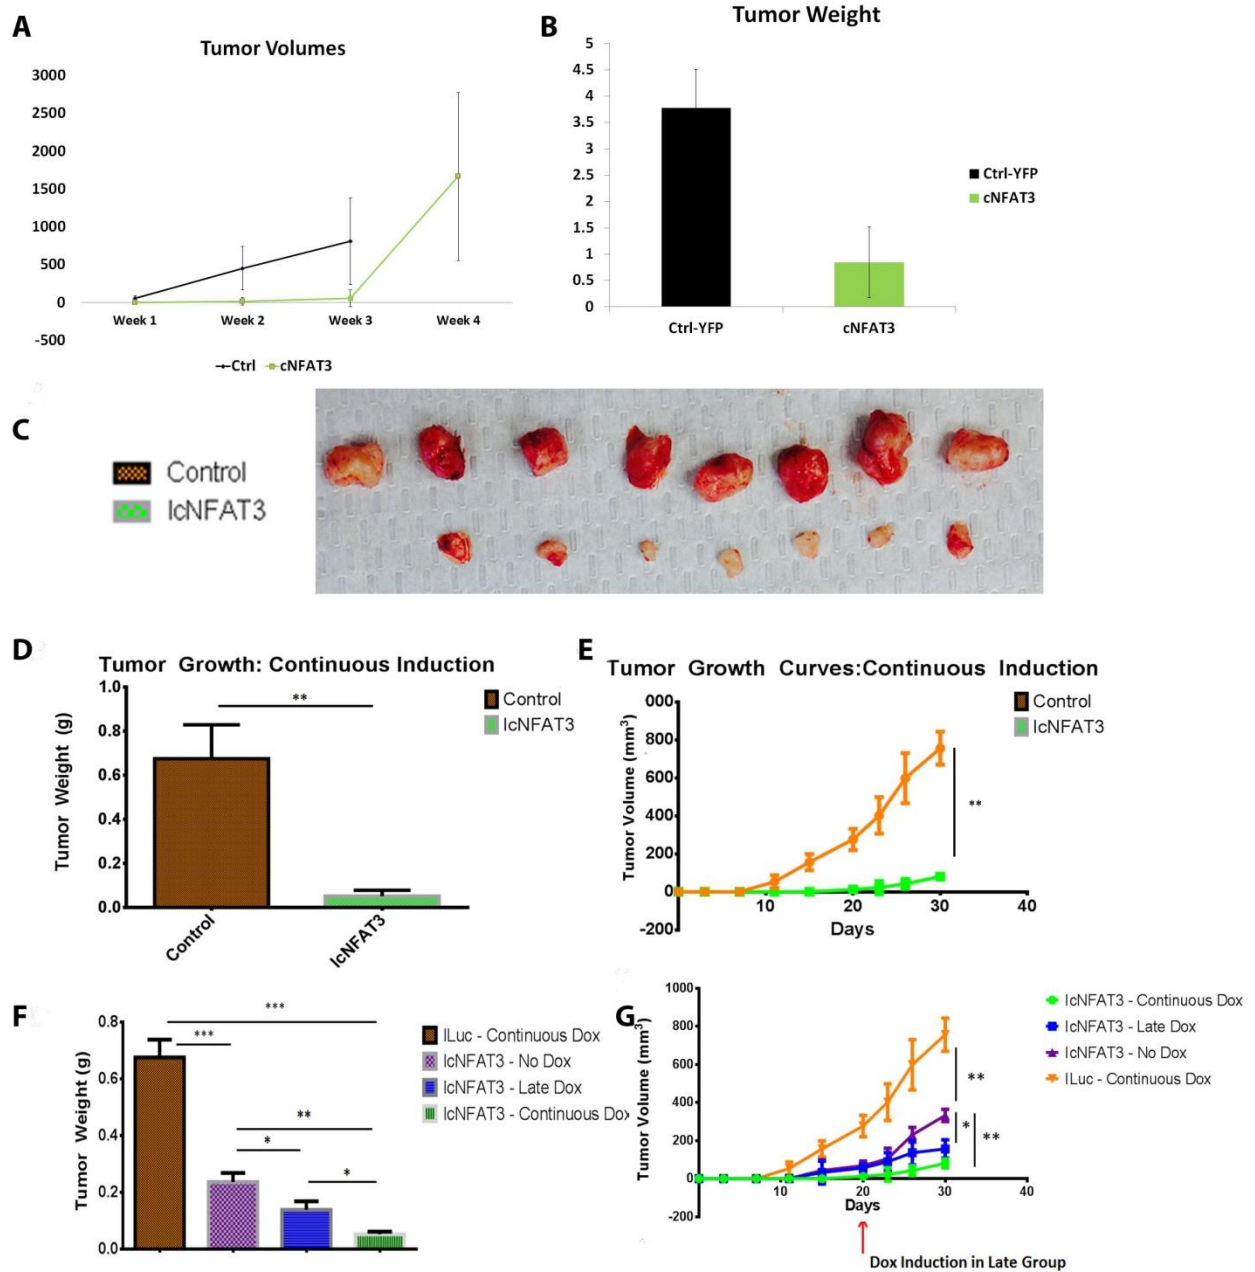 A
Tumor Volumes
3000
2500
2000
1500
1000
500
0
-500
Week 1 Week 2 Week 3 Week 4
Ctrl cNFAT3
B
Tumor Weight
5
4.5
4
3.5
3
2.5
2
1.5
1
0.5
0
Ctrl-YFP cNFAT3
Ctrl-YFP
cNFAT3
C
Control
IcNFAT3
D
Tumor Growth: Continuous Induction
Tumor Weight (g)
1.0
0.8
0.6
0.4
0.2
0.0
**
Control
IcNFAT3
Control IcNFAT3
E
Tumor Growth Curves:Continuous Induction
Tumor Volume (mm³)
000
800
600
400
200
0
-200
10 20 30 40
Days
**
Control
IcNFAT3
F
Tumor Weight (g)
0.8
0.6
0.4
0.2
0.0
***
***
**
*
*
ILuc - Continuous Dox
IcNFAT3 - No Dox
IcNFAT3 - Late Dox
IcNFAT3 - Continuous Dox
G
Tumor Volume (mm³)
1000
800
600
400
200
0
-200
10 20 30 40
Days
**
*
**
IcNFAT3 - Continuous Dox
IcNFAT3 - Late Dox
IcNFAT3 - No Dox
ILuc - Continuous Dox
Dox Induction in Late Group